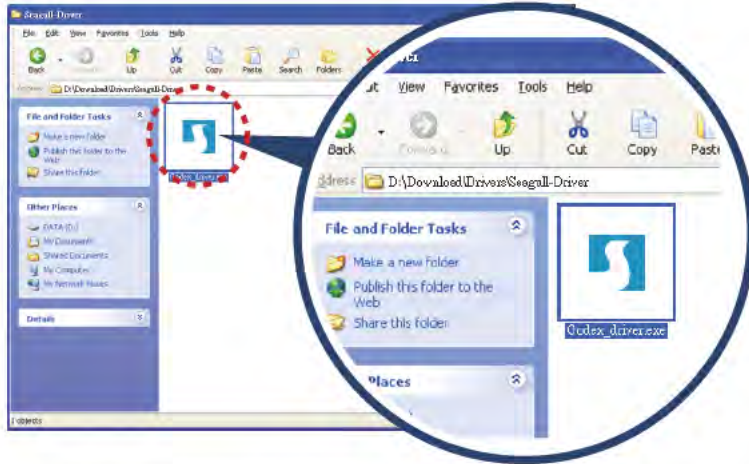 Seagull-Driver
File Edit View Favorites Tools Help
Back Up Cut Copy Paste Search Folders
D:\Download\Drivers\Seagull-Driver
File and Folder Tasks
Make a new folder
Publish this folder to the
Web
Share this folder
Other Places
DATA (D:)
My Documents
Shared Documents
My Computer
My Network Places
Details
objects
View Favorites Tools Help
Back Up Cut Copy Paste
ddress D:\Download\Drivers\Seagull-Driver
File and Folder Tasks
Make a new folder
Publish this folder to the
Web
Share this folder
Places
Godex_driver.exe